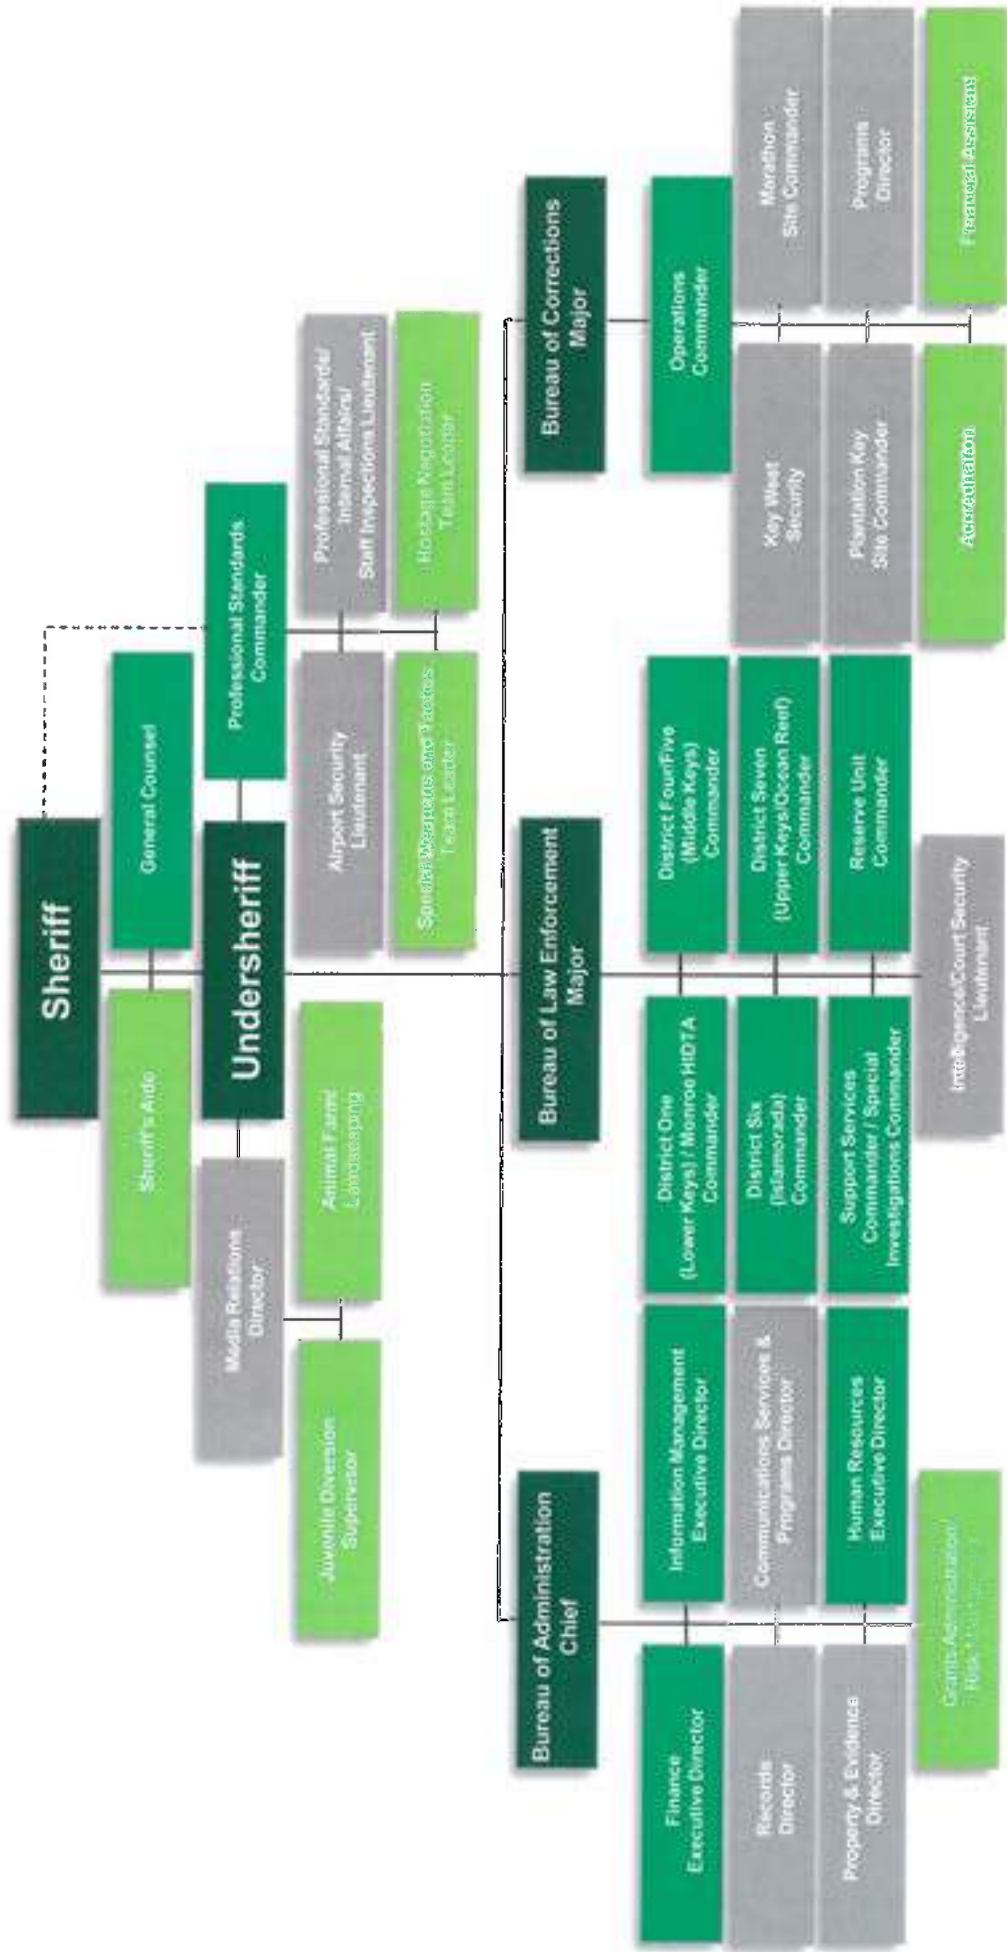 Sheriff
Sheriff's Aide
General Counsel
Media Relations
Director
Undersheriff
Professional Standards
Commander
Juvenile Diversion
Supervisor
Animal Farm/
Landscaping
Airport Security
Lieutenant
Professional Standards/
Internal Affairs/
Staff Inspections Lieutenant
Special Weapons and Tactics
Team Leader
Hostage Negotiation
Team Leader
Bureau of Administration
Chief
Bureau of Law Enforcement
Major
Bureau of Corrections
Major
Finance
Executive Director
Information Management
Executive Director
Records
Director
Communications Services &
Programs Director
Property & Evidence
Director
Human Resources
Executive Director
Grants Administration/
Risk
District One
(Lower Keys) / Monroe HIDTA
Commander
District Four/Five
(Middle Keys)
Commander
District Six
(Islamorada)
Commander
District Seven
(Upper Keys/Ocean Reef)
Commander
Support Services
Commander / Special
Investigations Commander
Reserve Unit
Commander
Intelligence/Court Security
Lieutenant
Operations
Commander
Key West
Security
Marathon
Site Commander
Plantation Key
Site Commander
Programs
Director
Accreditation
Financial Assistant